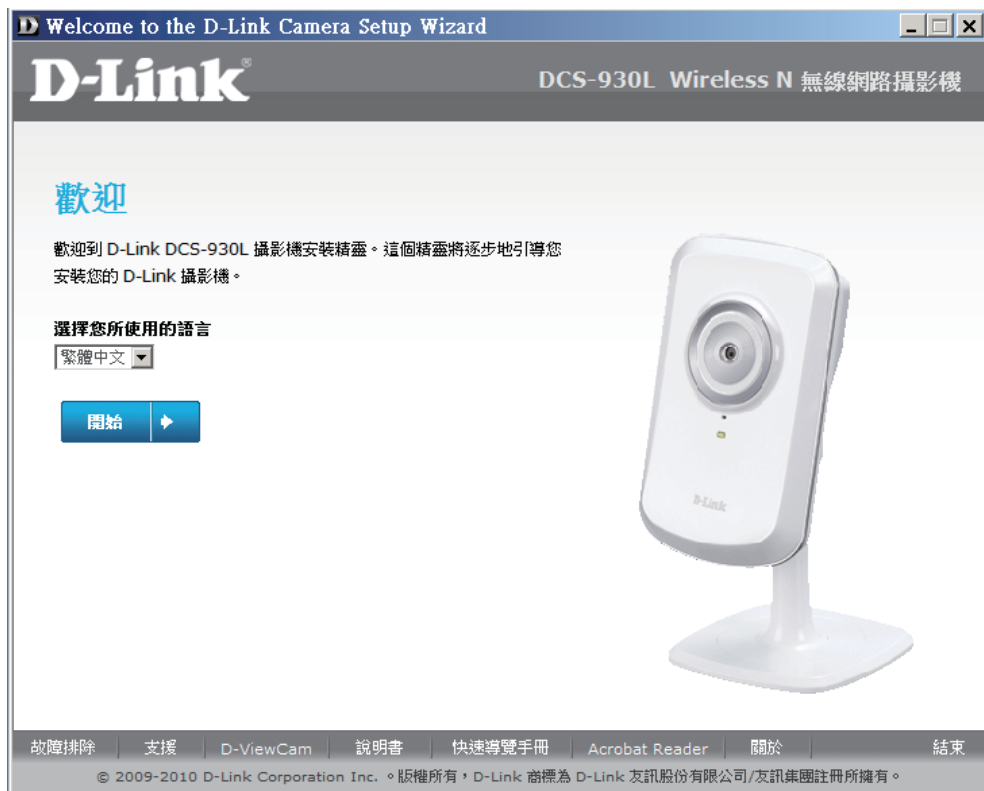 Welcome to the D-Link Camera Setup Wizard
D-Link®
DCS-930L Wireless N 無線網路攝影機
歡迎
歡迎到 D-Link DCS-930L 攝影機安裝精靈。這個精靈將逐步地引導您
安裝您的 D-Link 攝影機。
選擇您所使用的語言
繁體中文
開始
D-Link
故障排除 支援 D-ViewCam 說明書 快速導覽手冊 Acrobat Reader 關於 結束
© 2009-2010 D-Link Corporation Inc. 。版權所有，D-Link 商標為 D-Link 友訊股份有限公司/友訊集團註冊所擁有。